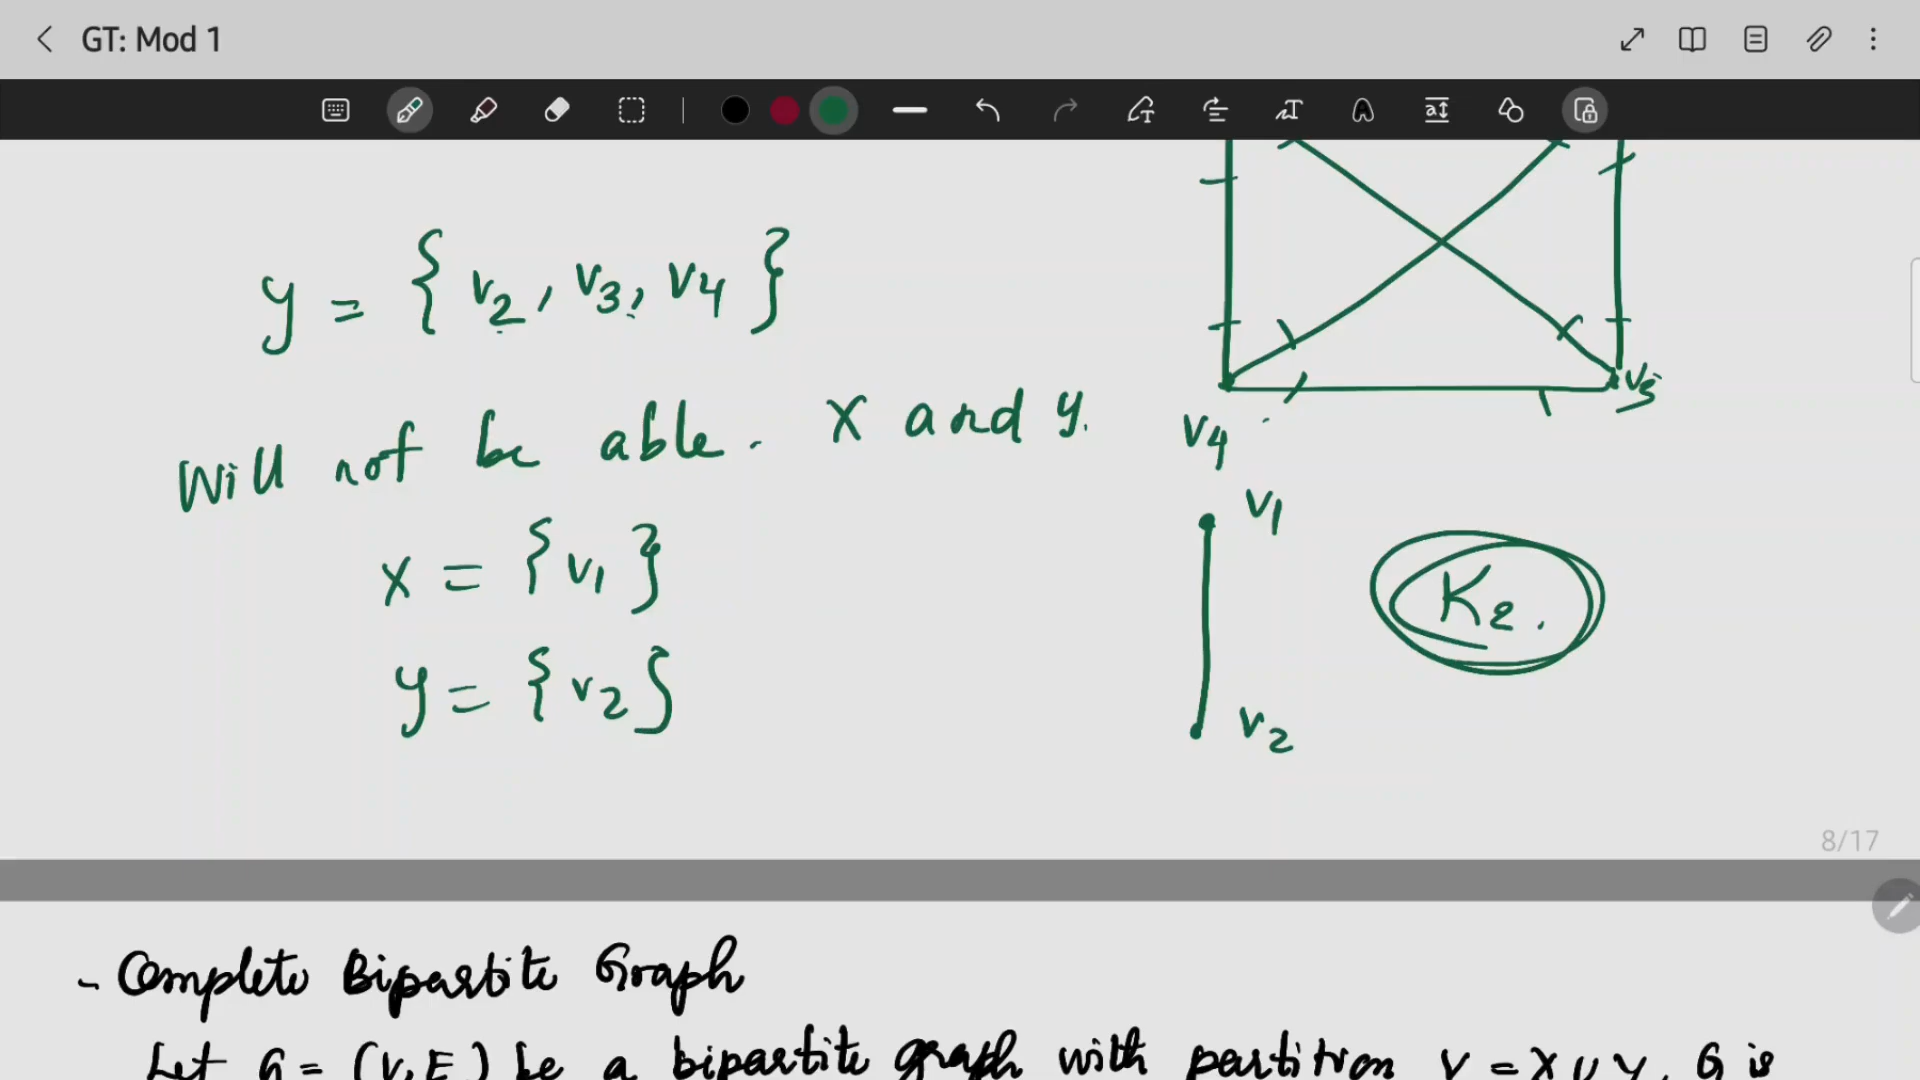 GT: Mod 1
y = { v2, v3, v4 }
v3
Will not be able. X and y.
v4
x = { v1 }
v1
K2.
y = { v2 }
v2
8/17
- Complete Bipartite Graph
Let G = (V, E) be a bipartite graph with partition V = X ∪ Y. G is